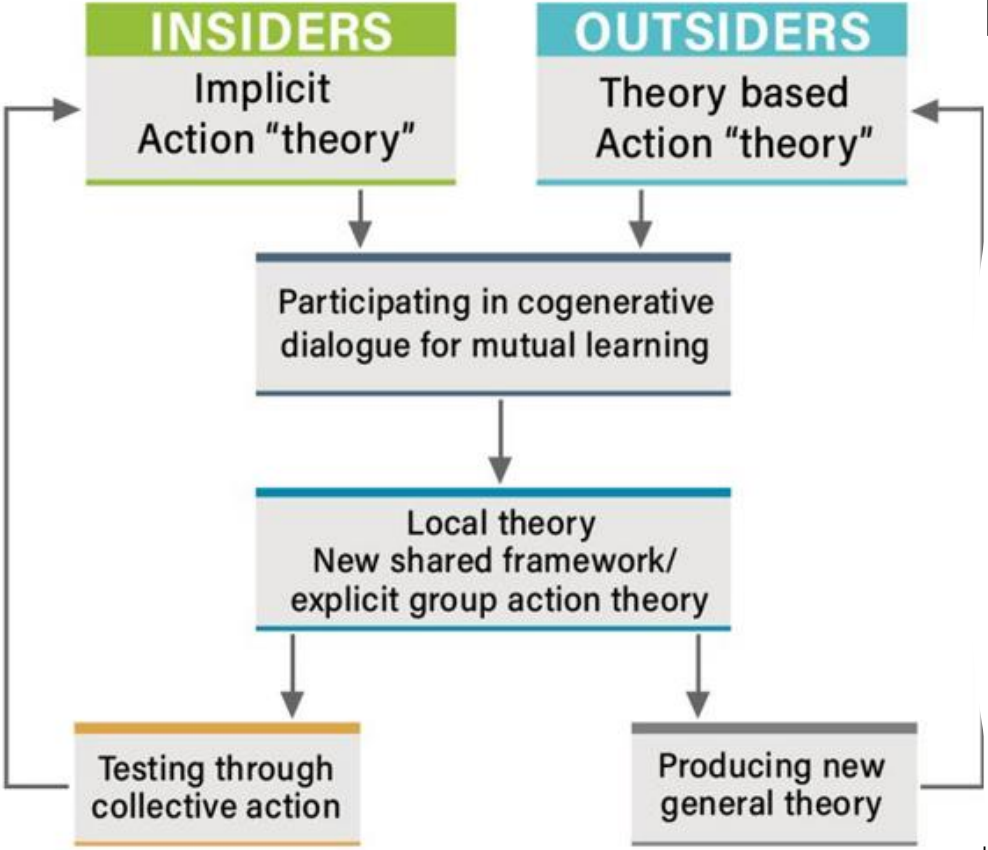 INSIDERS
Implicit
Action “theory”
OUTSIDERS
Theory based
Action “theory”
Participating in cogenerative
dialogue for mutual learning
Local theory
New shared framework/
explicit group action theory
Testing through
collective action
Producing new
general theory